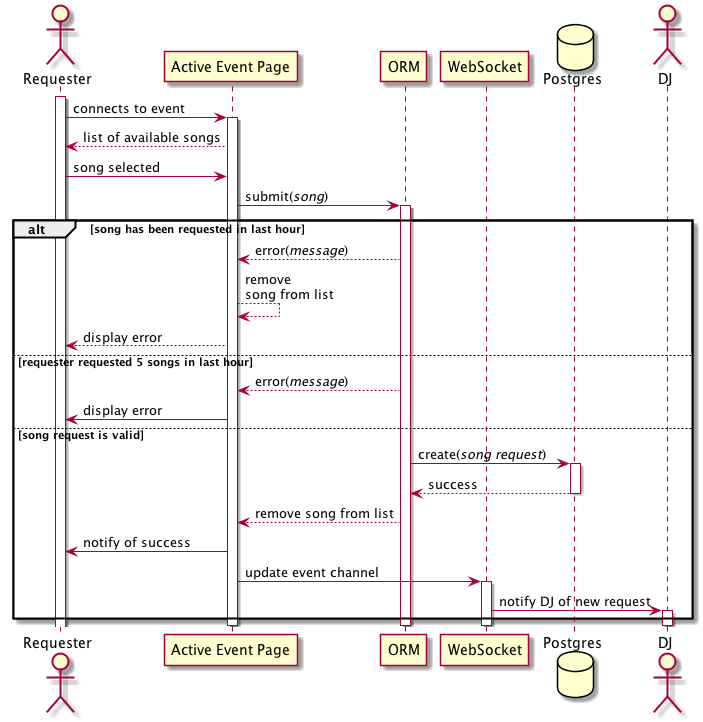 Requester
Active Event Page
ORM
WebSocket
Postgres
DJ
connects to event
list of available songs
song selected
submit(song)
alt
[song has been requested in last hour]
error(message)
remove
song from list
display error
[requester requested 5 songs in last hour]
error(message)
display error
[song request is valid]
create(song request)
success
remove song from list
notify of success
update event channel
notify DJ of new request
Requester
Active Event Page
ORM
WebSocket
Postgres
DJ